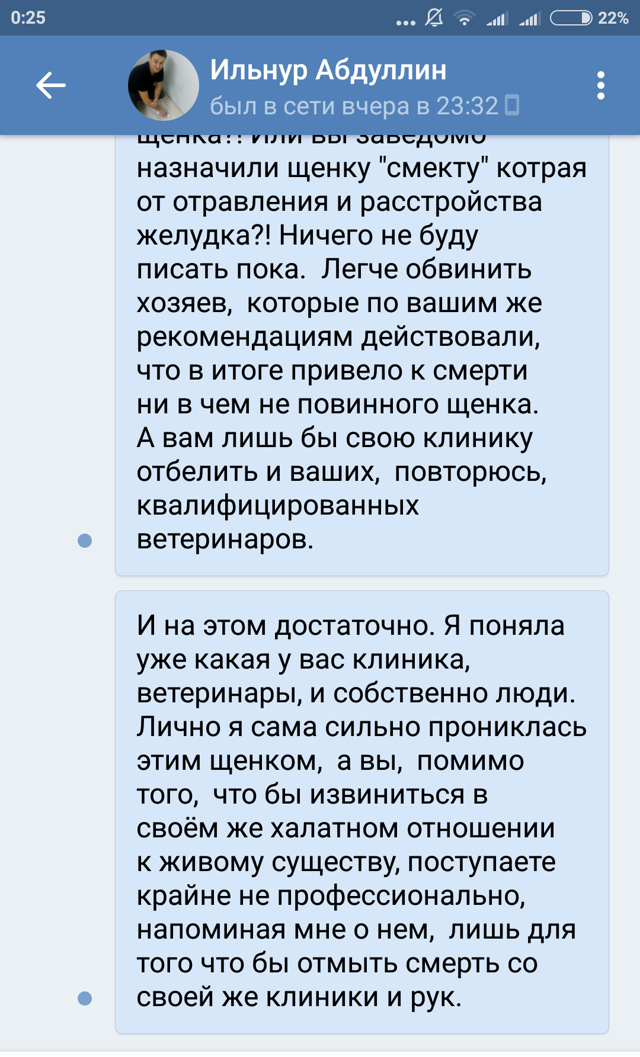 0:25
... 22%
Ильнур Абдуллин
был в сети вчера в 23:32
щенка?! Или вы заведомо
назначили щенку "смекту" котрая
от отравления и расстройства
желудка?! Ничего не буду
писать пока. Легче обвинить
хозяев, которые по вашим же
рекомендациям действовали,
что в итоге привело к смерти
ни в чем не повинного щенка.
А вам лишь бы свою клинику
отбелить и ваших, повторюсь,
квалифицированных
ветеринаров.
И на этом достаточно. Я поняла
уже какая у вас клиника,
ветеринары, и собственно люди.
Лично я сама сильно прониклась
этим щенком, а вы, помимо
того, что бы извиниться в
своём же халатном отношении
к живому существу, поступаете
крайне не профессионально,
напоминая мне о нем, лишь для
того что бы отмыть смерть со
своей же клиники и рук.